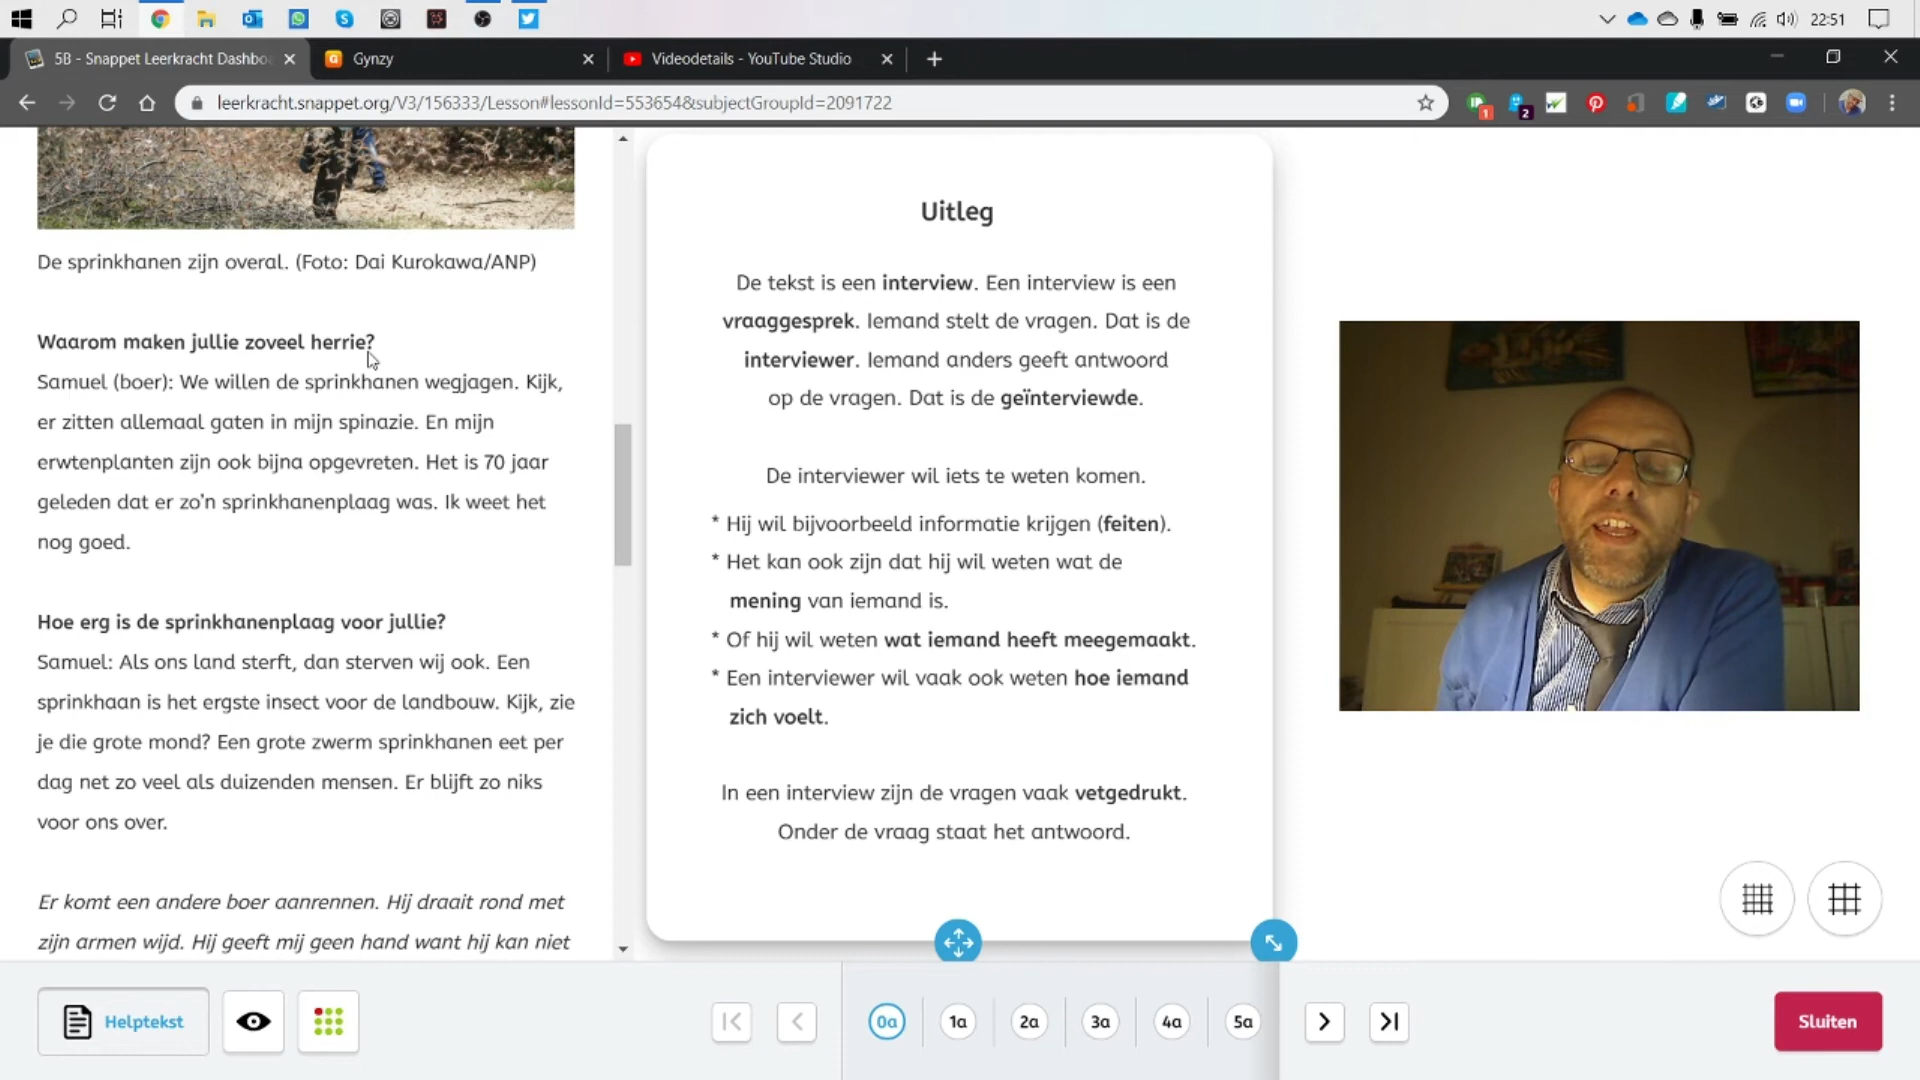 22:51
5B - Snappet Leerkracht Dashbo
Gynzy
Videodetails - YouTube Studio
leerkracht.snappet.org/V3/156333/Lesson#lessonId=553654&subjectGroupId=2091722
1
2
De sprinkhanen zijn overal. (Foto: Dai Kurokawa/ANP)
Waarom maken jullie zoveel herrie?
Samuel (boer): We willen de sprinkhanen wegjagen. Kijk,
er zitten allemaal gaten in mijn spinazie. En mijn
erwtenplanten zijn ook bijna opgevreten. Het is 70 jaar
geleden dat er zo'n sprinkhanenplaag was. Ik weet het
nog goed.
Hoe erg is de sprinkhanenplaag voor jullie?
Samuel: Als ons land sterft, dan sterven wij ook. Een
sprinkhaan is het ergste insect voor de landbouw. Kijk, zie
je die grote mond? Een grote zwerm sprinkhanen eet per
dag net zo veel als duizenden mensen. Er blijft zo niks
voor ons over.
Er komt een andere boer aanrennen. Hij draait rond met
zijn armen wijd. Hij geeft mij geen hand want hij kan niet
Uitleg
De tekst is een interview. Een interview is een
vraaggesprek. Iemand stelt de vragen. Dat is de
interviewer. Iemand anders geeft antwoord
op de vragen. Dat is de geïnterviewde.
De interviewer wil iets te weten komen.
* Hij wil bijvoorbeeld informatie krijgen (feiten).
* Het kan ook zijn dat hij wil weten wat de
mening van iemand is.
* Of hij wil weten wat iemand heeft meegemaakt.
* Een interviewer wil vaak ook weten hoe iemand
zich voelt.
In een interview zijn de vragen vaak vetgedrukt.
Onder de vraag staat het antwoord.
Helptekst
0a
1a
2a
3a
4a
5a
Sluiten